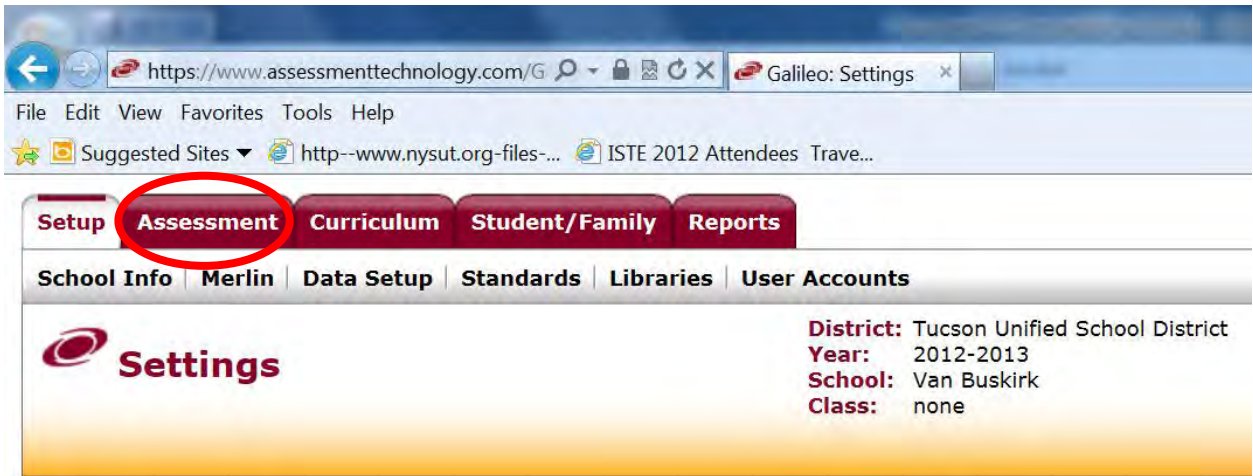 https://www.assessmenttechnology.com/G
Galileo: Settings
File Edit View Favorites Tools Help
Suggested Sites http--www.nysut.org-files-... ISTE 2012 Attendees Trave...
Setup Assessment Curriculum Student/Family Reports
School Info | Merlin | Data Setup | Standards | Libraries | User Accounts
Settings
District: Tucson Unified School District
Year: 2012-2013
School: Van Buskirk
Class: none